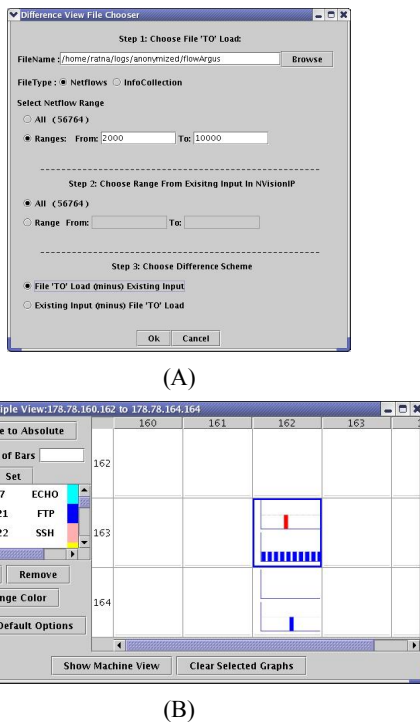 Difference View File Chooser
Step 1: Choose File 'TO' Load:
FileName : /home/ratna/logs/anonymized/flowArgus Browse
FileType : Netflows InfoCollection
Select Netflow Range
All (56764)
Ranges: From: 2000 To: 10000
Step 2: Choose Range From Exisitng Input In NVisionIP
All (56764)
Range From: To:
Step 3: Choose Difference Scheme
File 'TO' Load (minus) Existing Input
Existing Input (minus) File 'TO' Load
Ok Cancel
(A)
iple View:178.78.160.162 to 178.78.164.164
e to Absolute 160 161 162 163
of Bars 162
Set
7 ECHO
21 FTP
22 SSH 163
Remove
nge Color 164
Default Options
Show Machine View Clear Selected Graphs
(B)